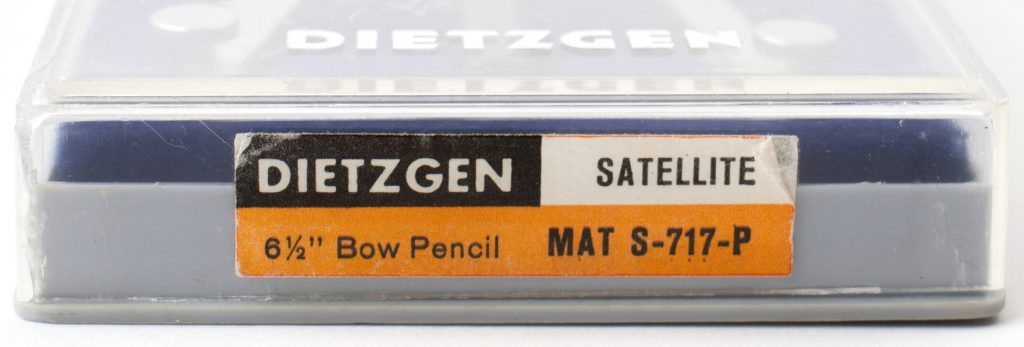 DIETZGEN
DIETZGEN SATELLITE
6½" Bow Pencil MAT S-717-P